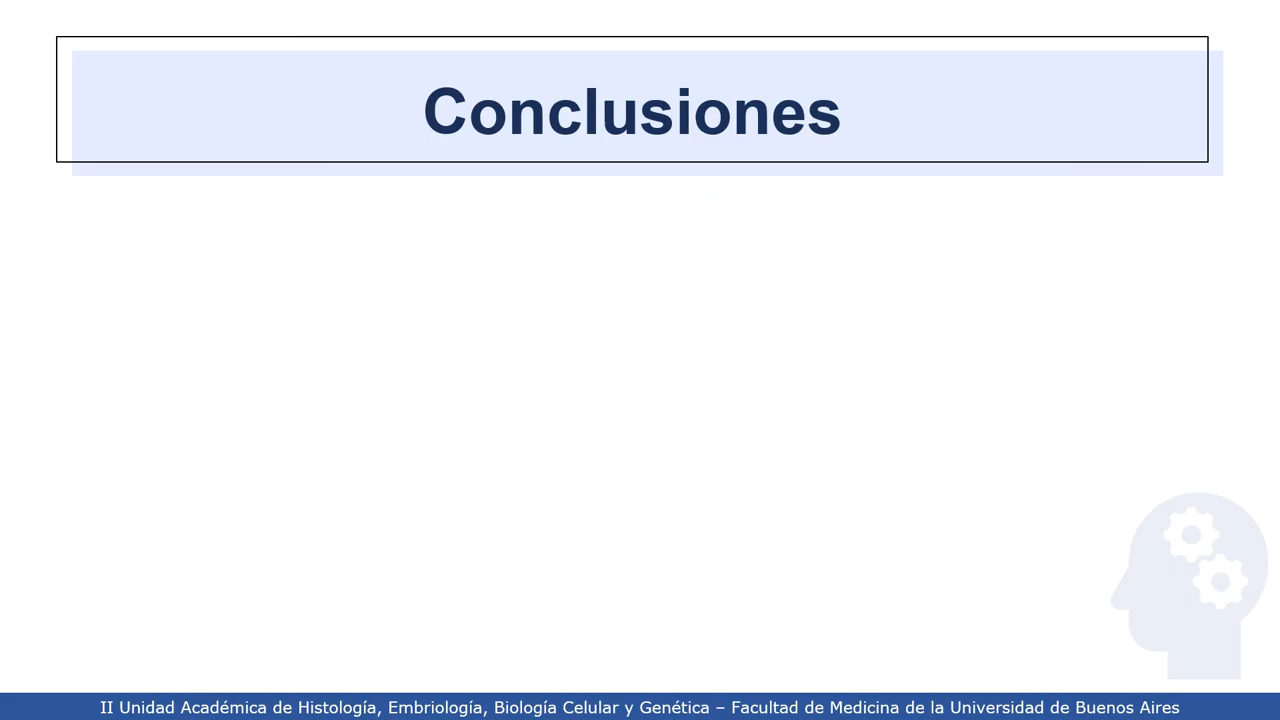 Conclusiones
II Unidad Académica de Histología, Embriología, Biología Celular y Genética – Facultad de Medicina de la Universidad de Buenos Aires